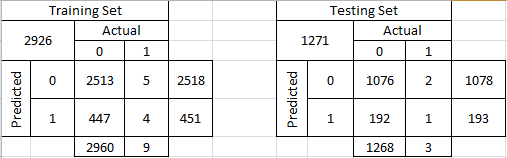 Training Set Testing Set
2926 Actual 1271 Actual
0 1 0 1
Predicted 0 2513 5 2518 Predicted 0 1076 2 1078
1 447 4 451 1 192 1 193
2960 9 1268 3